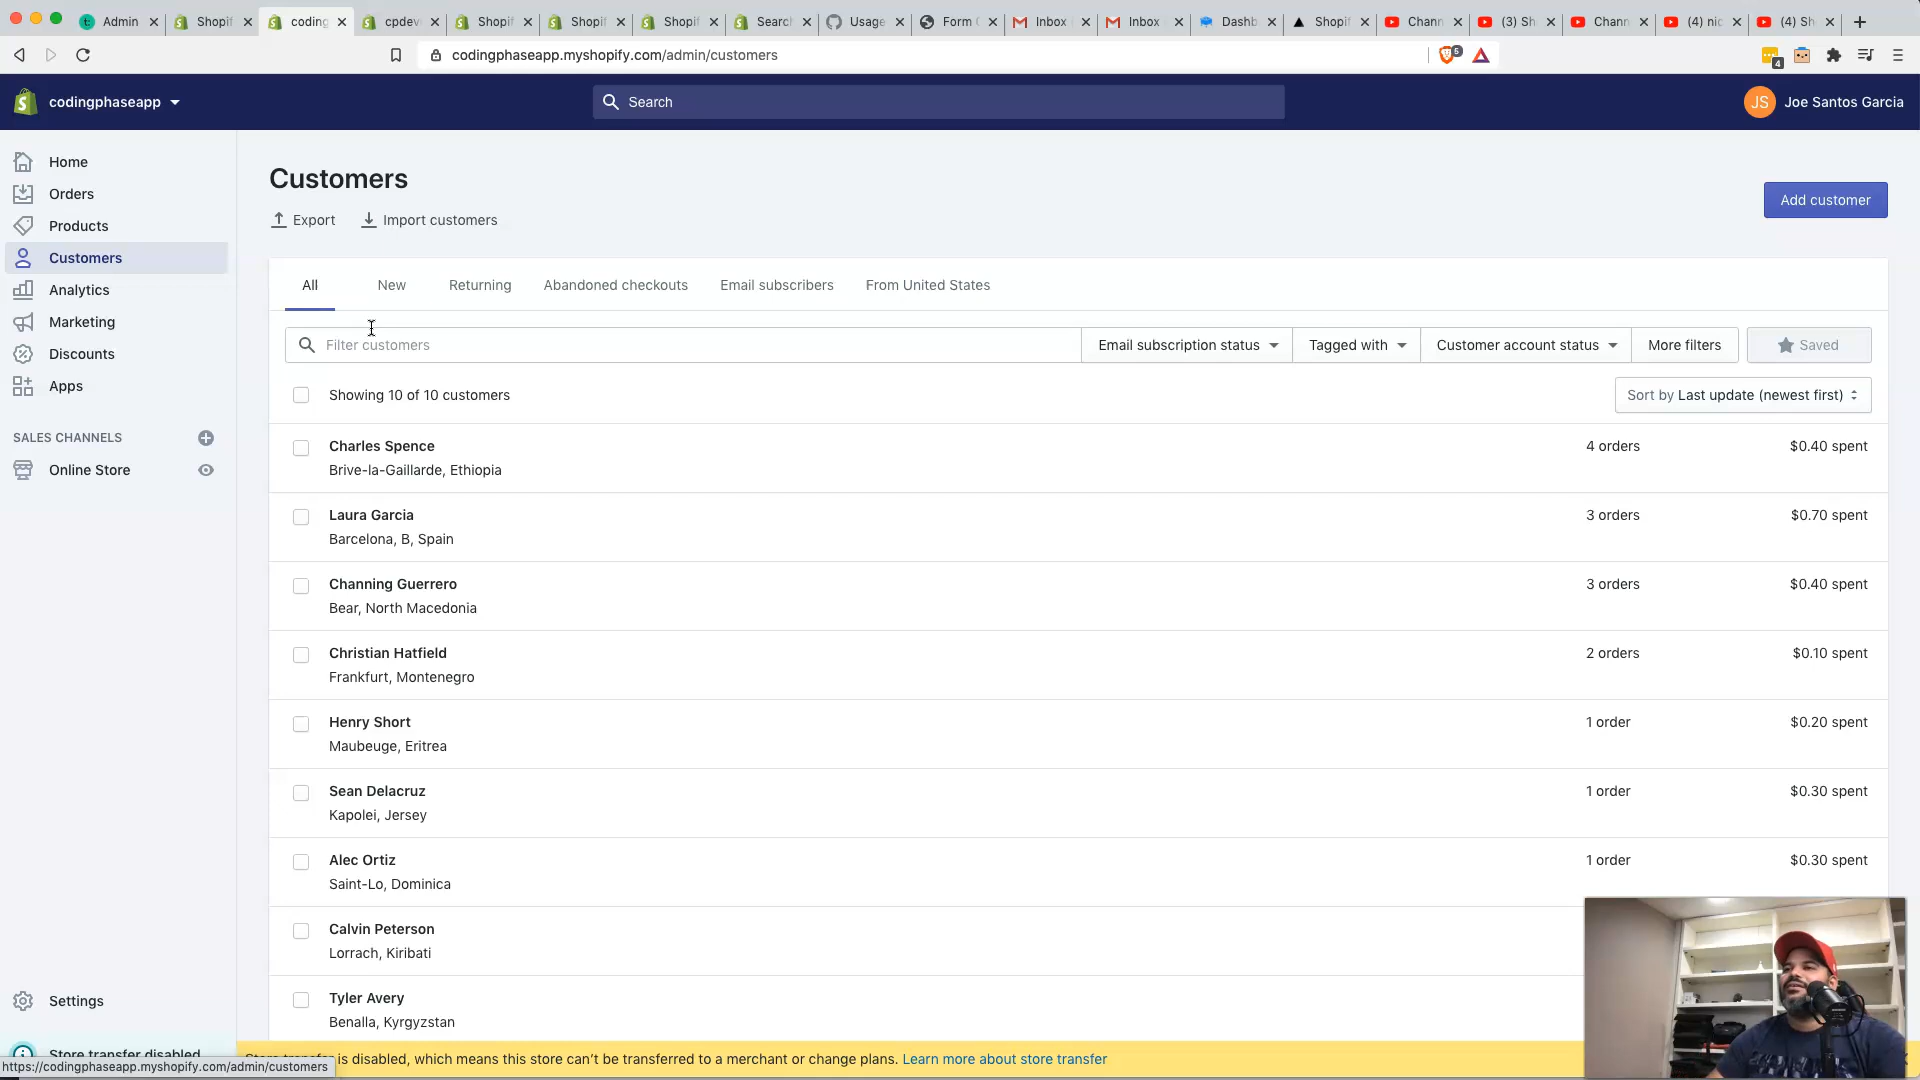 Admin
Shopif
coding
cpdev
Shopif
Shopif
Shopif
Search
Usage
Form
Inbox
Inbox
Dashb
Shopif
Chann
(3) Sh
Chann
(4) nic
(4) Sh
codingphaseapp.myshopify.com/admin/customers
5
4
codingphaseapp
Search
JS
Joe Santos Garcia
Home
Orders
Products
Customers
Analytics
Marketing
Discounts
Apps
SALES CHANNELS
Online Store
Settings
Store transfer disabled
https://codingphaseapp.myshopify.com/admin/customers
Customers
Export
Import customers
Add customer
All
New
Returning
Abandoned checkouts
Email subscribers
From United States
Filter customers
Email subscription status
Tagged with
Customer account status
More filters
Saved
Showing 10 of 10 customers
Sort by Last update (newest first)
Charles Spence
Brive-la-Gaillarde, Ethiopia
4 orders
$0.40 spent
Laura Garcia
Barcelona, B, Spain
3 orders
$0.70 spent
Channing Guerrero
Bear, North Macedonia
3 orders
$0.40 spent
Christian Hatfield
Frankfurt, Montenegro
2 orders
$0.10 spent
Henry Short
Maubeuge, Eritrea
1 order
$0.20 spent
Sean Delacruz
Kapolei, Jersey
1 order
$0.30 spent
Alec Ortiz
Saint-Lo, Dominica
1 order
$0.30 spent
Calvin Peterson
Lorrach, Kiribati
Tyler Avery
Benalla, Kyrgyzstan
Store transfer is disabled, which means this store can't be transferred to a merchant or change plans. Learn more about store transfer